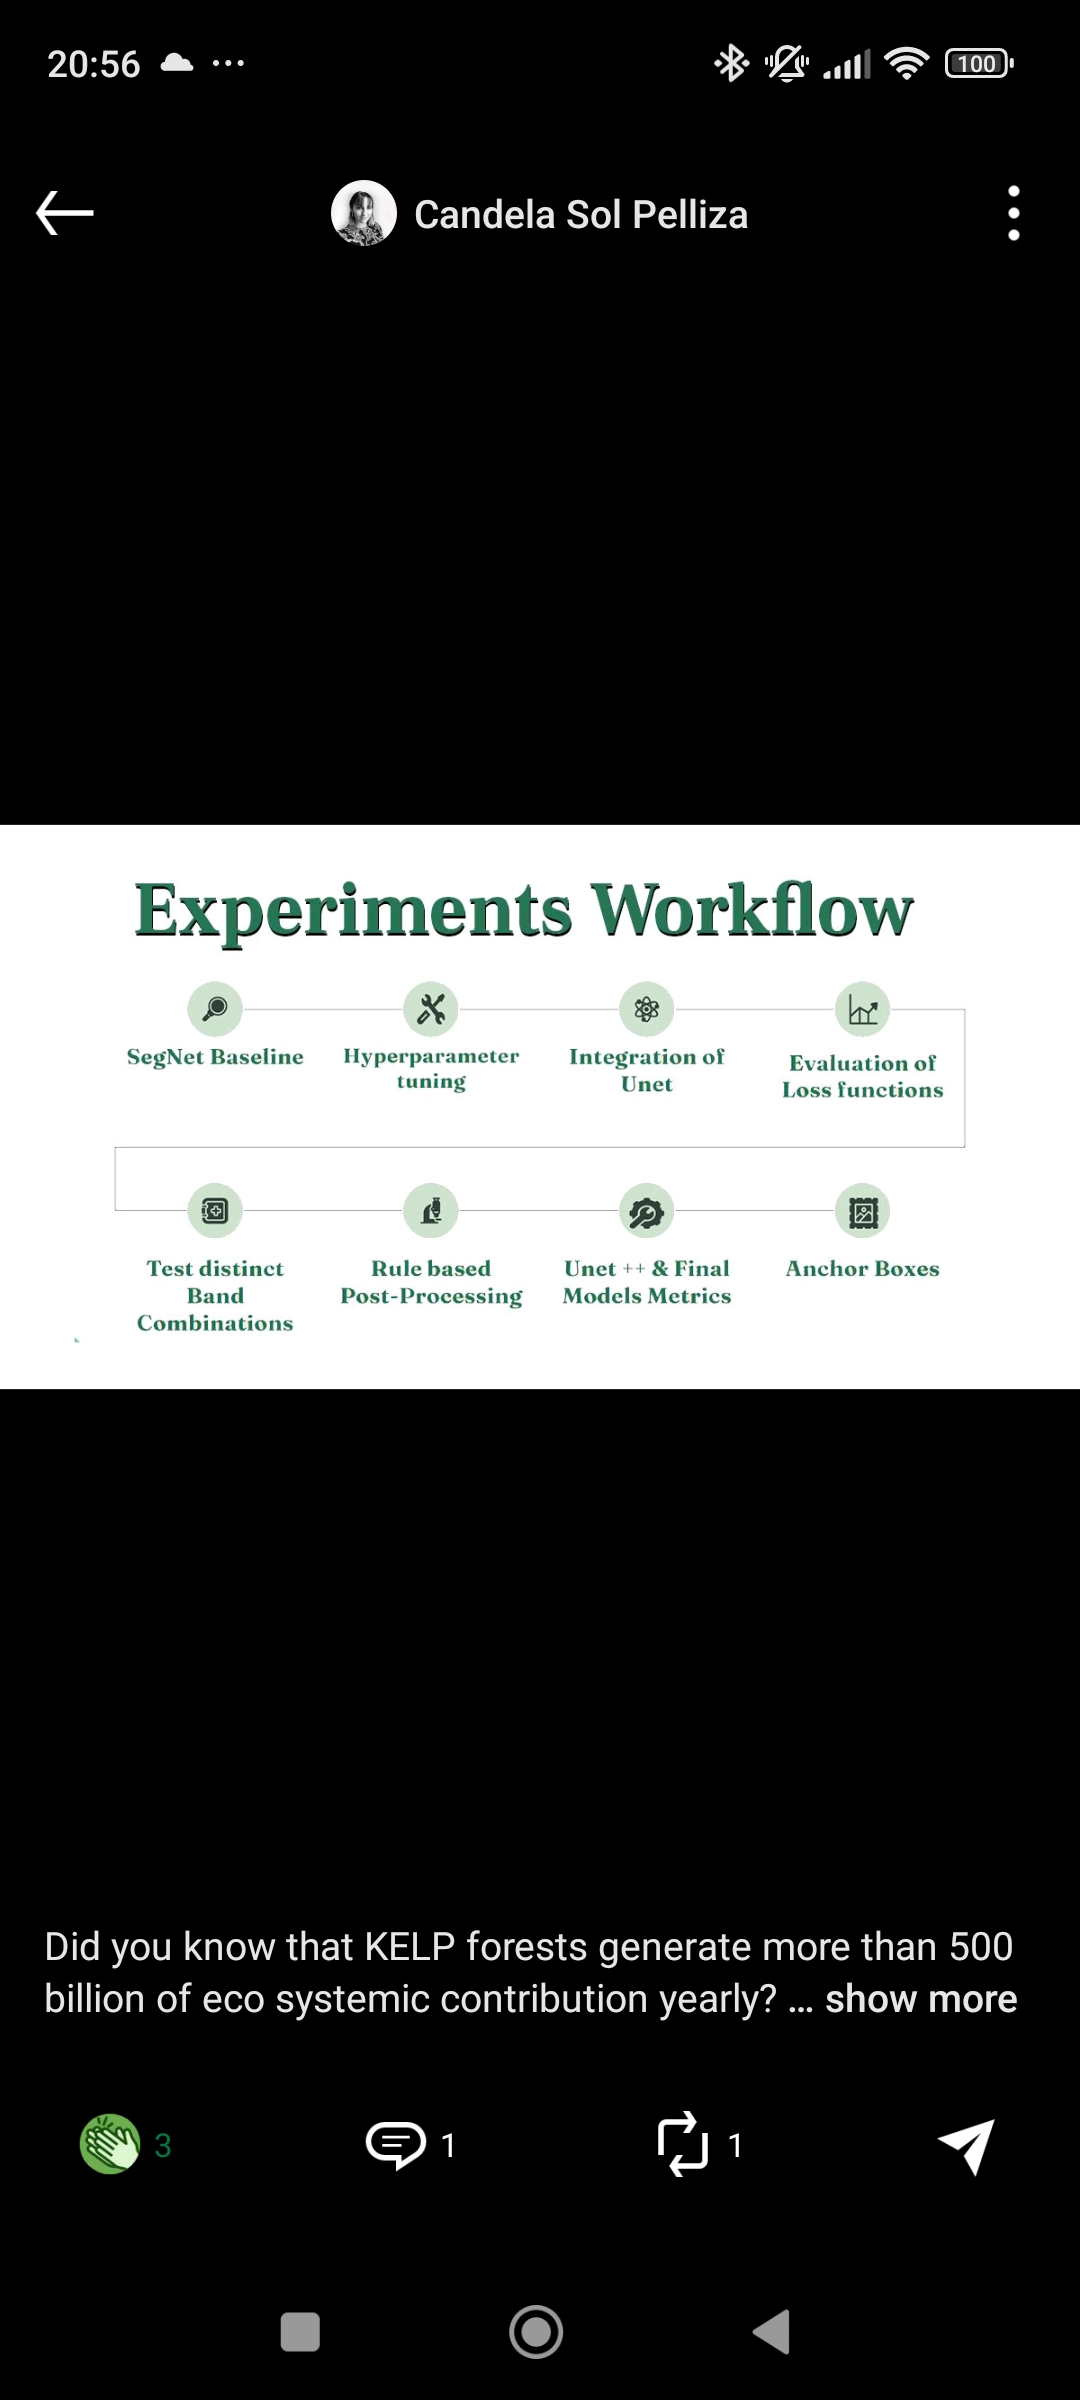 20:56
100
Candela Sol Pelliza
Experiments Workflow
SegNet Baseline
Hyperparameter
tuning
Integration of
Unet
Evaluation of
Loss functions
Test distinct
Band
Combinations
Rule based
Post-Processing
Unet ++ & Final
Models Metrics
Anchor Boxes
Did you know that KELP forests generate more than 500
billion of eco systemic contribution yearly? ... show more
3
1
1